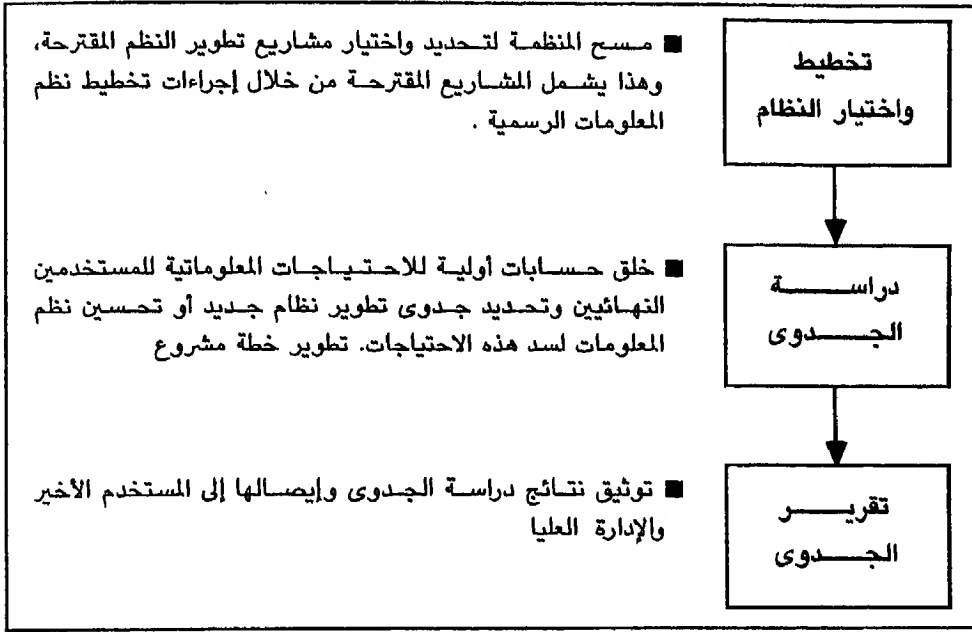 تخطيط
واختيار النظام
■ مسح المنظمة لتحديد واختيار مشاريع تطوير النظم المقترحة،
وهذا يشمل المشاريع المقترحة من خلال إجراءات تخطيط نظم
المعلومات الرسمية .
دراسة
الجدوى
■ خلق حسابات أولية للاحتياجات المعلوماتية للمستخدمين
النهائيين وتحديد جدوى تطوير نظام جديد أو تحسين نظم
المعلومات لسد هذه الاحتياجات. تطوير خطة مشروع
تقرير
الجدوى
■ توثيق نتائج دراسة الجدوى وإيصالها إلى المستخدم الأخير
والإدارة العليا